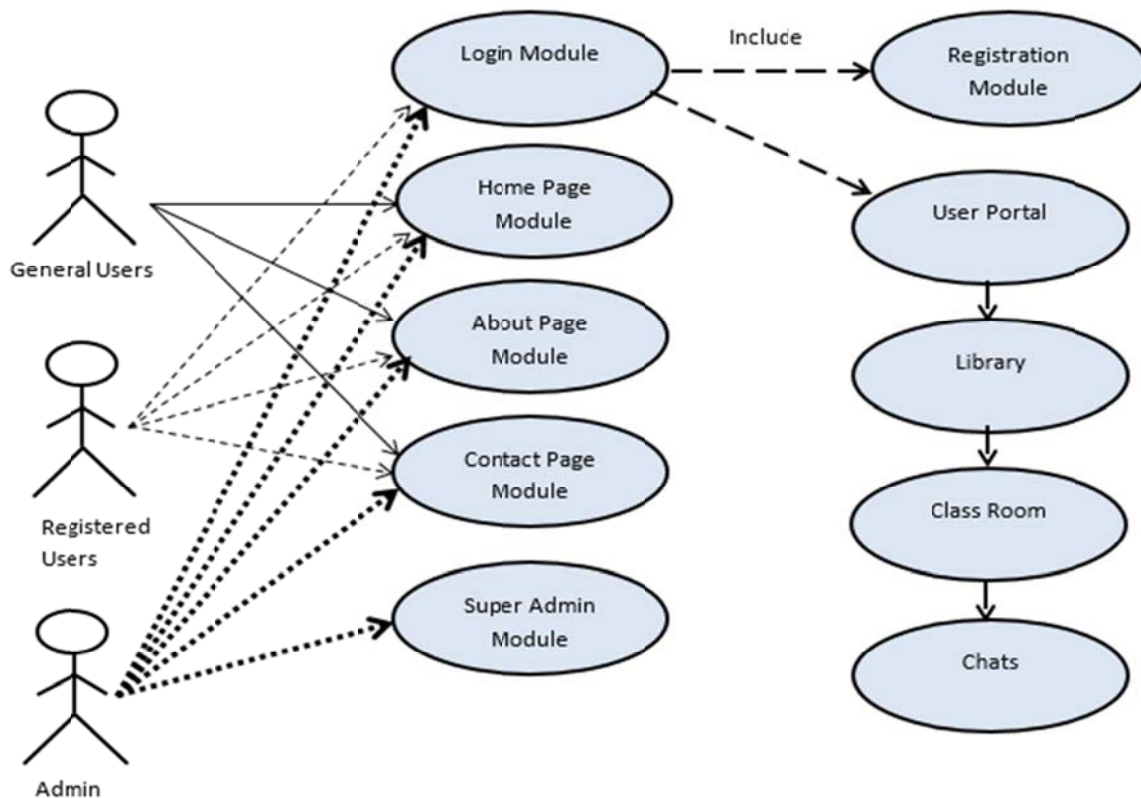 Login Module
Include
Registration
Module
General Users
Home Page
Module
User Portal
About Page
Module
Library
Registered
Users
Contact Page
Module
Class Room
Admin
Super Admin
Module
Chats